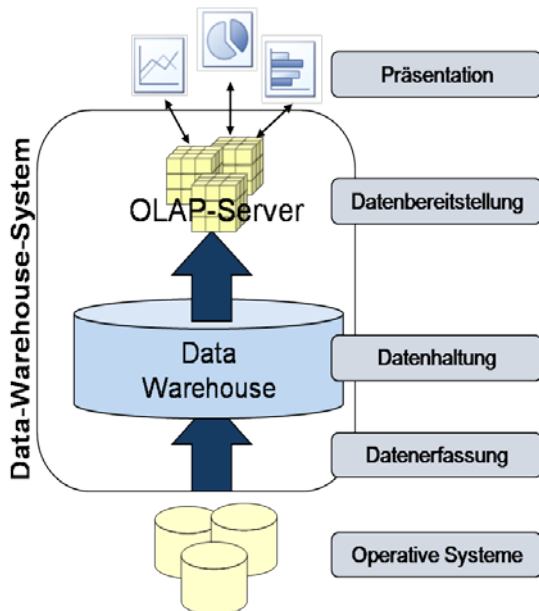 Präsentation
Data-Warehouse-System
OLAP-Server
Datenbereitstellung
Data
Warehouse
Datenhaltung
Datenerfassung
Operative Systeme